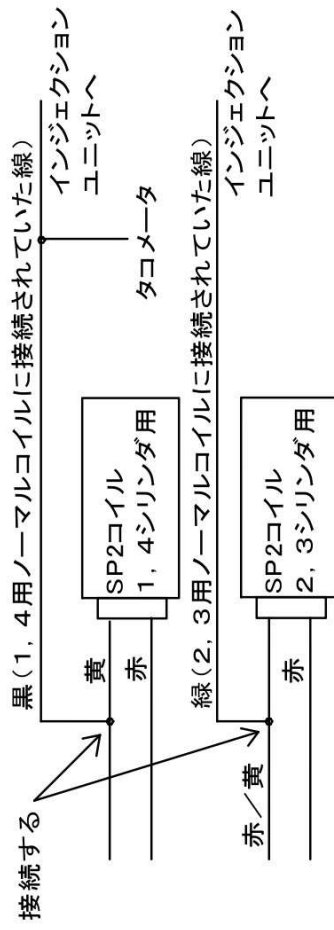 接続する
黒(1，4用ノーマルコイルに接続されていた線)
インジェクション
ユニットへ
タコメータ
黄
赤
SP2コイル
1，4シリンダ用
緑(2，3用ノーマルコイルに接続されていた線)
インジェクション
ユニットへ
赤／黄
赤
SP2コイル
2，3シリンダ用